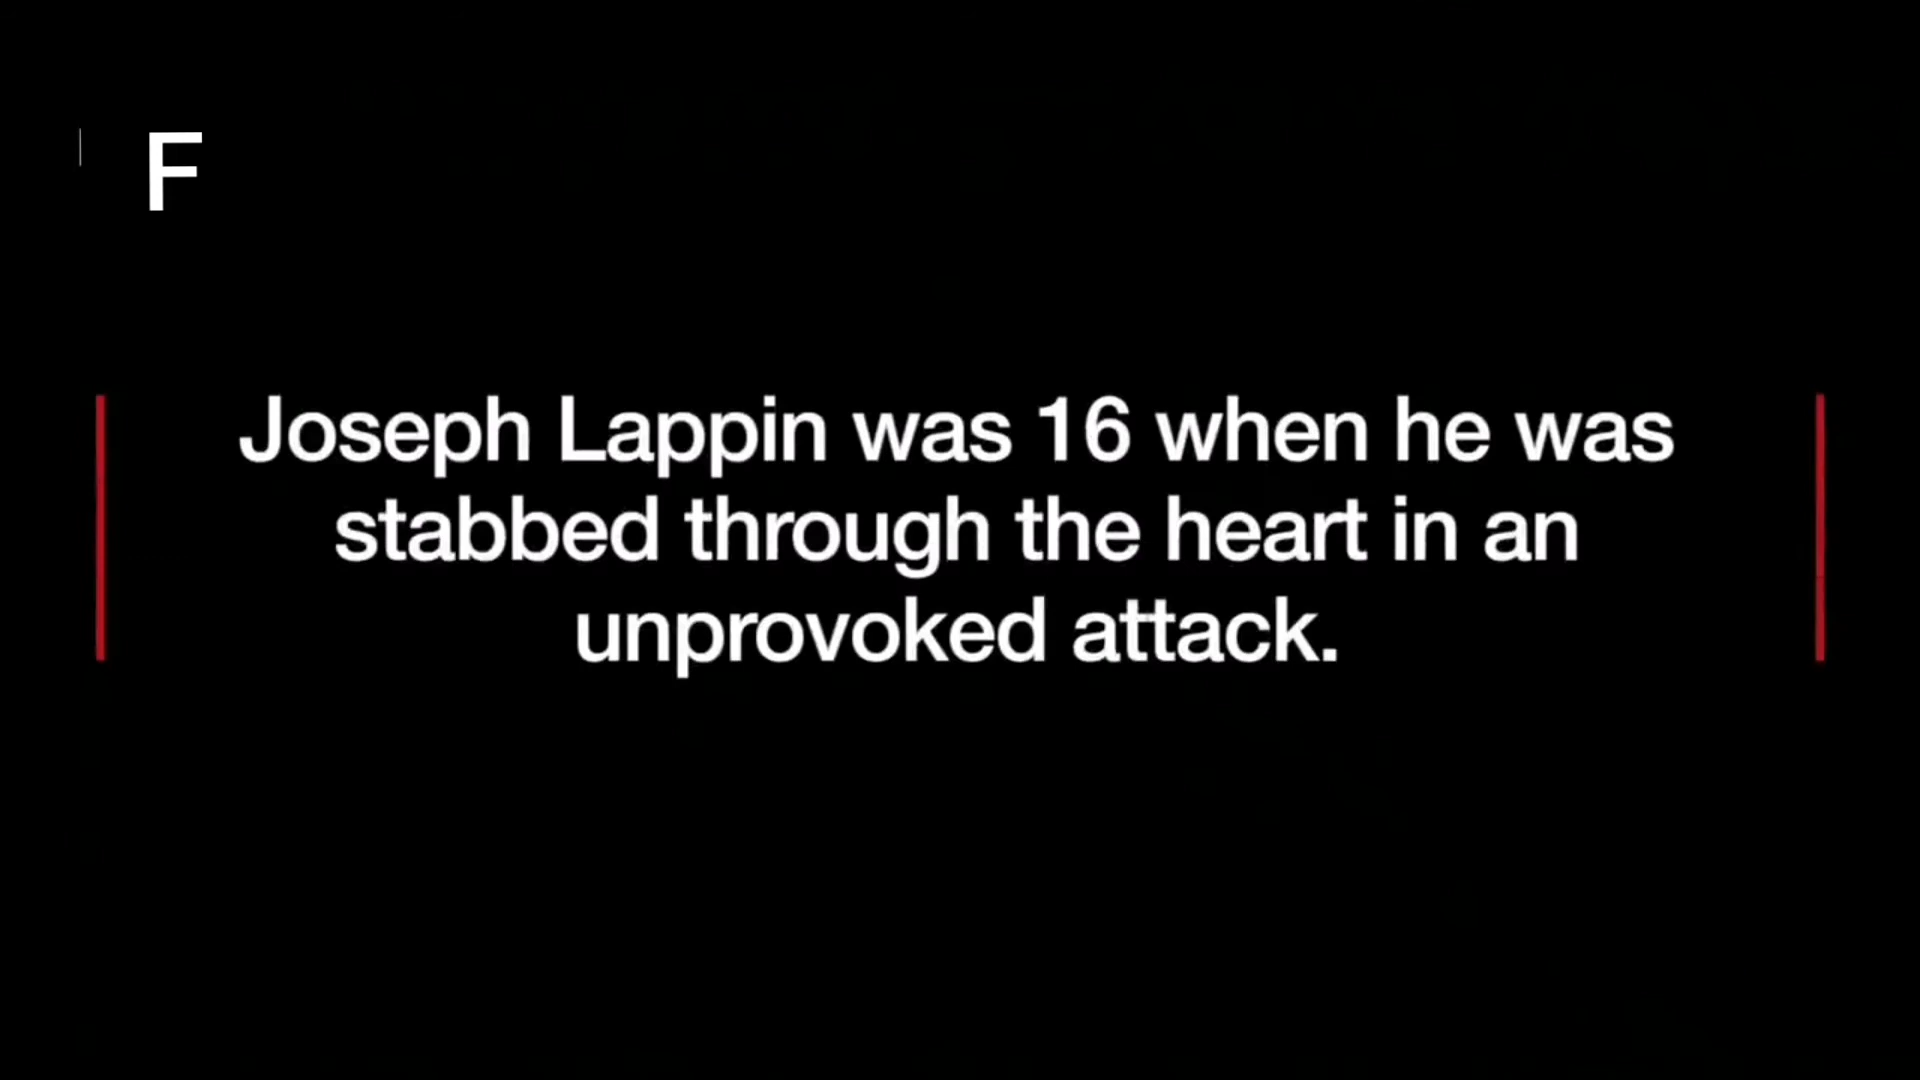 F
Joseph Lappin was 16 when he was
stabbed through the heart in an
unprovoked attack.